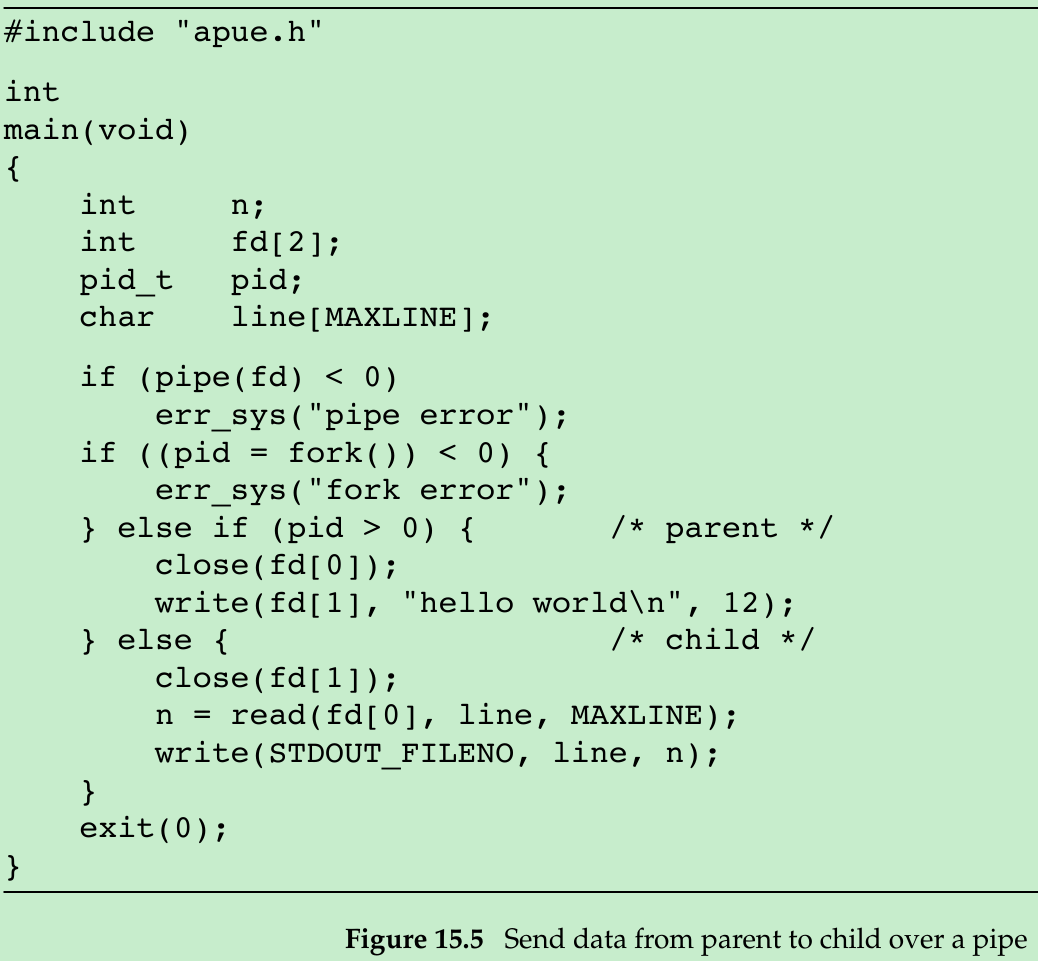 #include "apue.h"
int
main(void)
{
    int     n;
    int     fd[2];
    pid_t   pid;
    char    line[MAXLINE];
    if (pipe(fd) < 0)
        err_sys("pipe error");
    if ((pid = fork()) < 0) {
        err_sys("fork error");
    } else if (pid > 0) {       /* parent */
        close(fd[0]);
        write(fd[1], "hello world\n", 12);
    } else {                    /* child */
        close(fd[1]);
        n = read(fd[0], line, MAXLINE);
        write(STDOUT_FILENO, line, n);
    }
    exit(0);
}
Figure 15.5 Send data from parent to child over a pipe